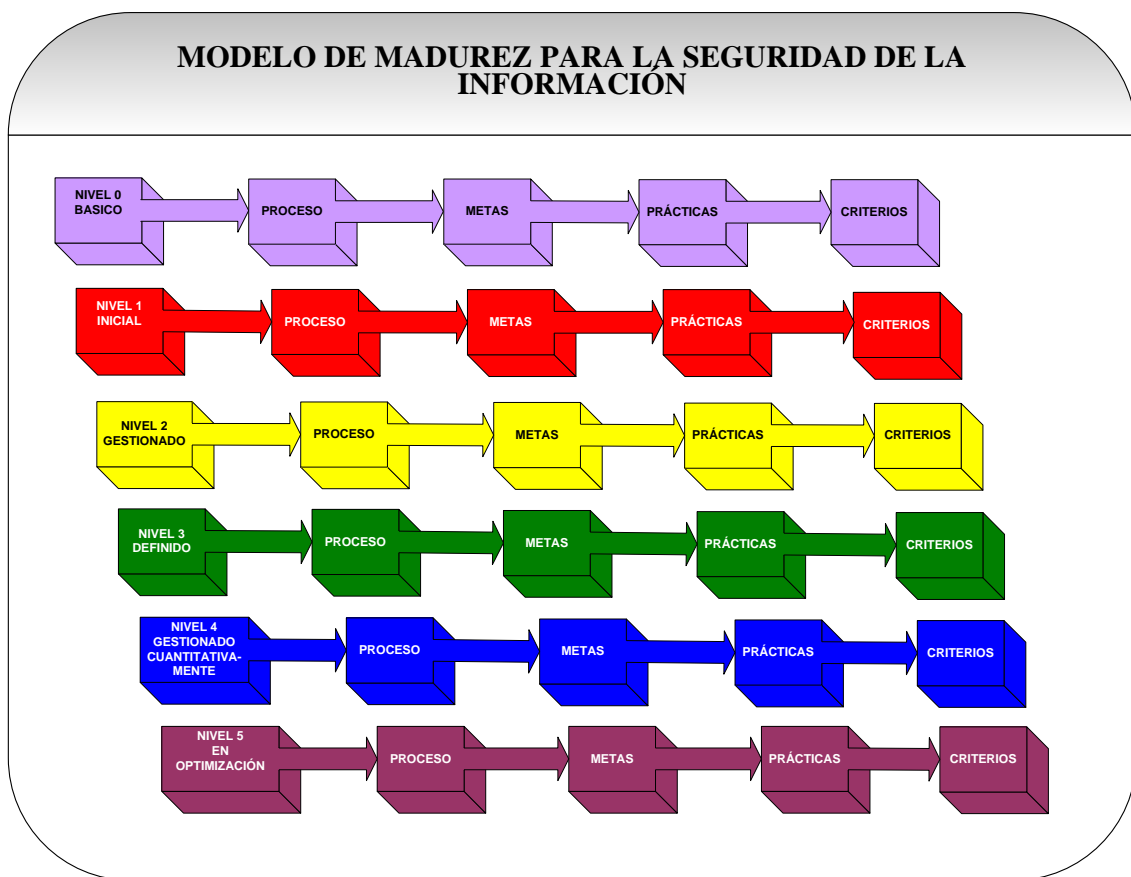 MODELO DE MADUREZ PARA LA SEGURIDAD DE LA
INFORMACIÓN
NIVEL 0
BASICO
PROCESO
METAS
PRÁCTICAS
CRITERIOS
NIVEL 1
INICIAL
PROCESO
METAS
PRÁCTICAS
CRITERIOS
NIVEL 2
GESTIONADO
PROCESO
METAS
PRÁCTICAS
CRITERIOS
NIVEL 3
DEFINIDO
PROCESO
METAS
PRÁCTICAS
CRITERIOS
NIVEL 4
GESTIONADO
CUANTITATIVA-
MENTE
PROCESO
METAS
PRÁCTICAS
CRITERIOS
NIVEL 5
EN
OPTIMIZACIÓN
PROCESO
METAS
PRÁCTICAS
CRITERIOS